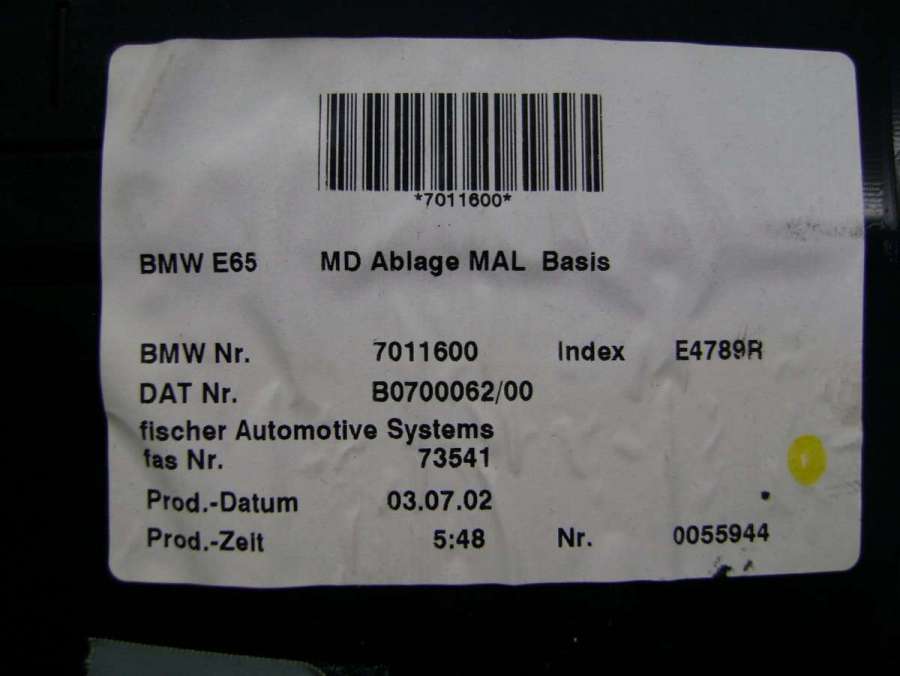 *7011600*
BMW E65 MD Ablage MAL Basis
BMW Nr. 7011600 Index E4789R
DAT Nr. B0700062/00
fischer Automotive Systems
fas Nr. 73541
Prod.-Datum 03.07.02
Prod.-Zeit 5:48 Nr. 0055944